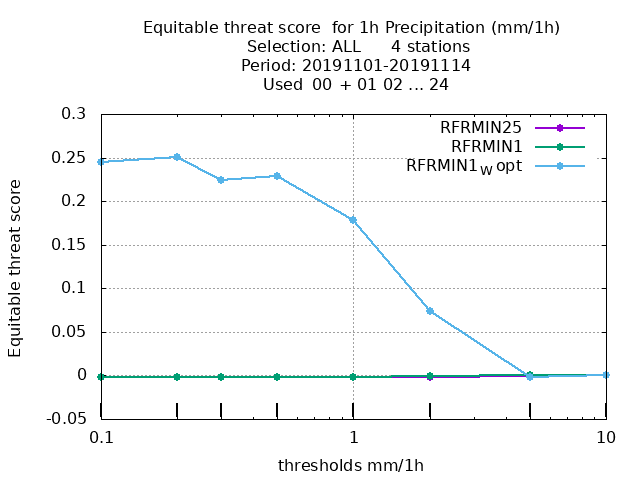 Equitable threat score for 1h Precipitation (mm/1h)
Selection: ALL 4 stations
Period: 20191101-20191114
Used 00 + 01 02 ... 24
RFRMIN25
RFRMIN1
RFRMIN1W opt
Equitable threat score
0.3
0.25
0.2
0.15
0.1
0.05
0
-0.05
0.1 1 10
thresholds mm/1h